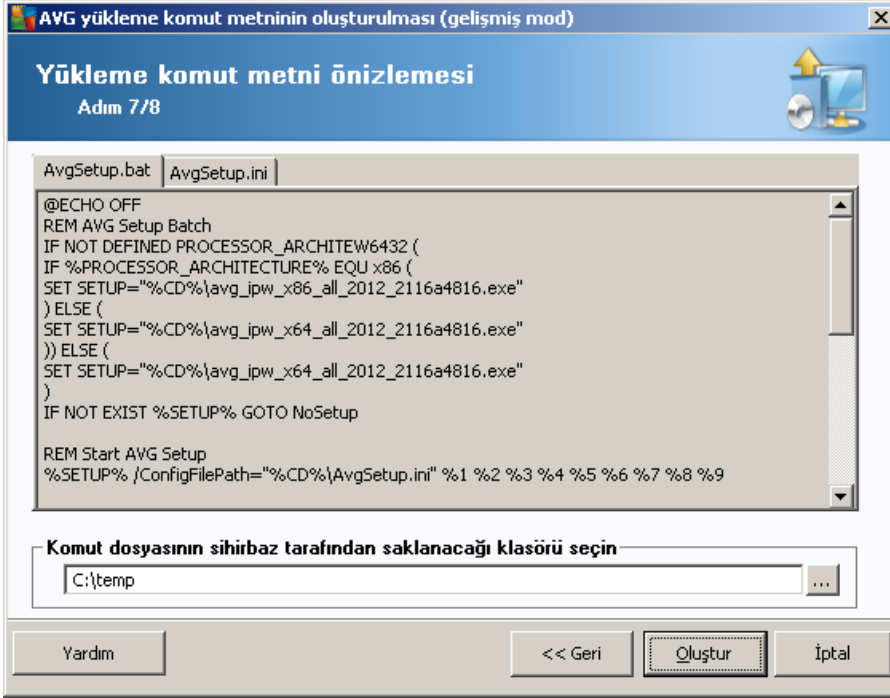 AVG yükleme komut metninin oluşturulması (gelişmiş mod)
Yükleme komut metni önizlemesi
Adım 7/8
AvgSetup.bat
AvgSetup.ini
@ECHO OFF
REM AVG Setup Batch
IF NOT DEFINED PROCESSOR_ARCHITEW6432 (
IF %PROCESSOR_ARCHITECTURE% EQU x86 (
SET SETUP="%CD%\avg_ipw_x86_all_2012_2116a4816.exe"
) ELSE (
SET SETUP="%CD%\avg_ipw_x64_all_2012_2116a4816.exe"
)) ELSE (
SET SETUP="%CD%\avg_ipw_x64_all_2012_2116a4816.exe"
)
IF NOT EXIST %SETUP% GOTO NoSetup
REM Start AVG Setup
%SETUP% /ConfigFilePath="%CD%\AvgSetup.ini" %1 %2 %3 %4 %5 %6 %7 %8 %9
Komut dosyasının sihirbaz tarafından saklanacağı klasörü seçin
C:\temp
...
Yardım
<< Geri
Oluştur
İptal